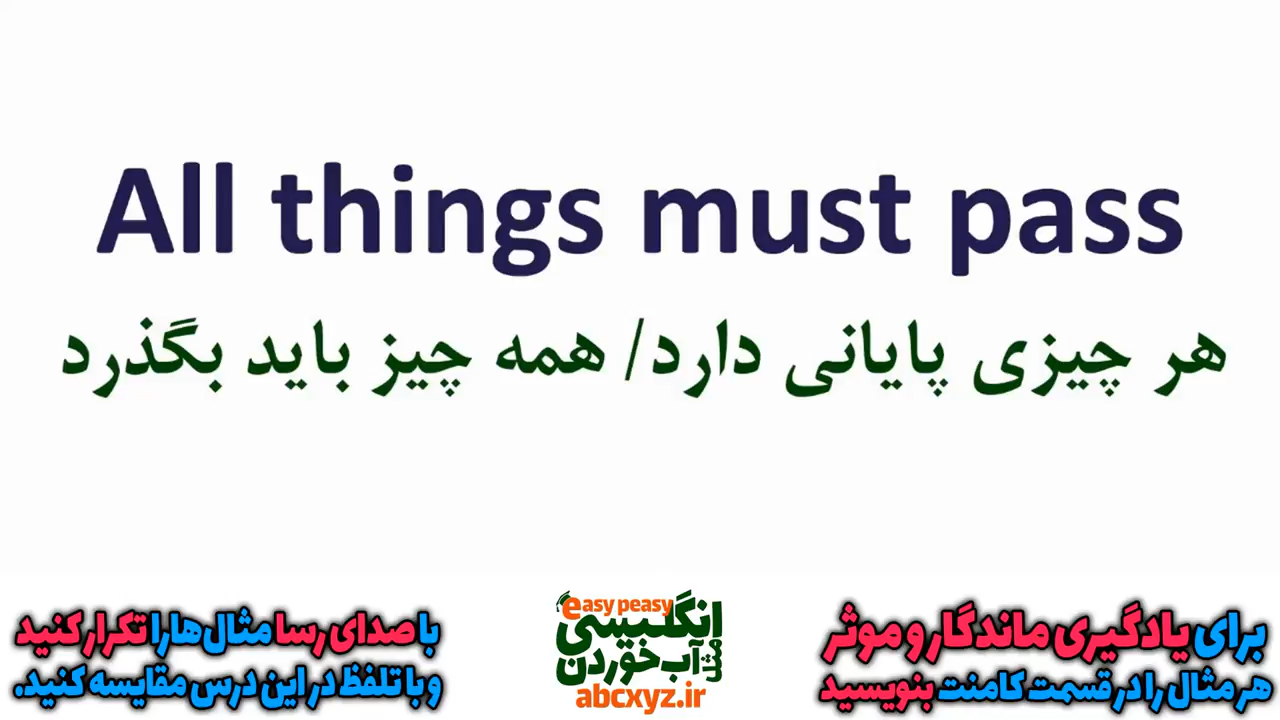 All things must pass
هر چیزی پایانی دارد/ همه چیز باید بگذرد
برای یادگیری ماندگار و موثر
هر مثال را در قسمت کامنت بنویسید
easy peasy
انگلیسی
مثل آب خوردن
abcxyz.ir
با صدای رسا مثال‌ها را تکرار کنید
و با تلفظ در این درس مقایسه کنید.